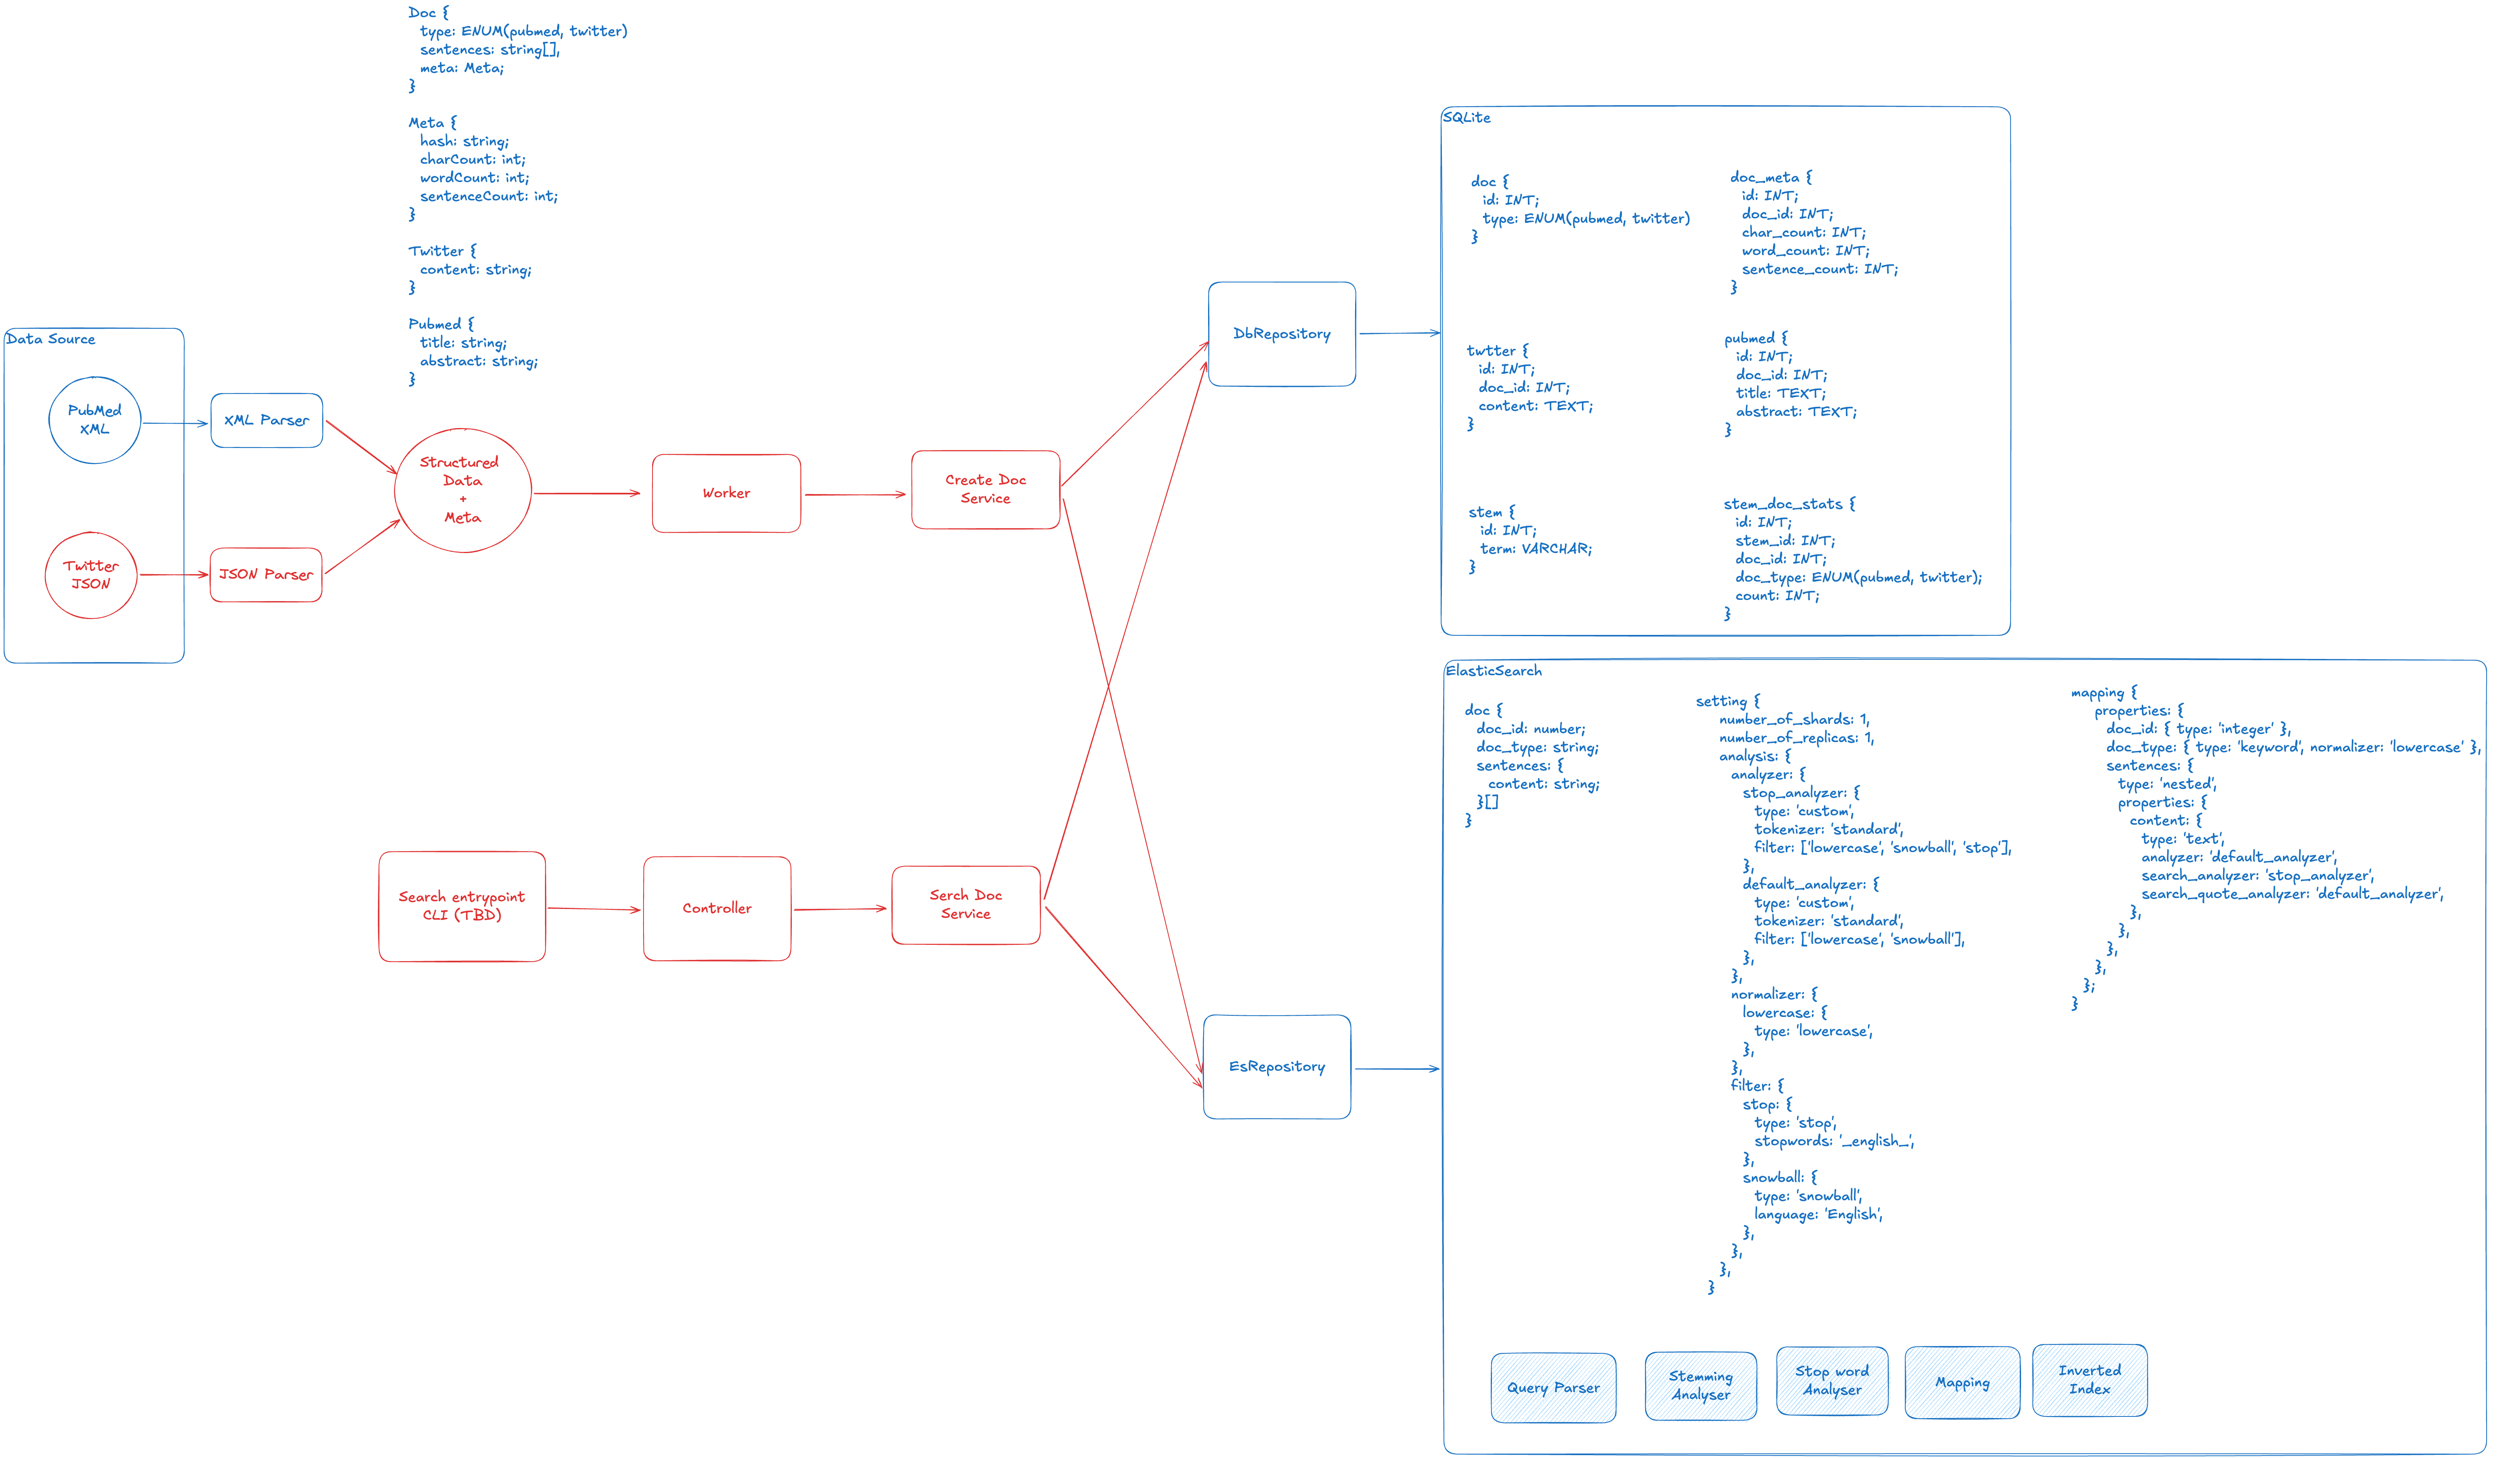 Doc {
type: ENUM(pubmed, twitter)
sentences: string[],
meta: Meta;
}
Meta {
hash: string;
charCount: int;
wordCount: int;
sentenceCount: int;
}
Twitter {
content: string;
}
Pubmed {
title: string;
abstract: string;
}
Data Source
PubMed
XML
XML Parser
Twitter
JSON
JSON Parser
Structured
Data
+
Meta
Worker
Create Doc
Service
DbRepository
Search entrypoint
CLI (TBD)
Controller
Serch Doc
Service
EsRepository
SQLite
doc {
id: INT;
type: ENUM(pubmed, twitter)
}
doc_meta {
id: INT;
doc_id: INT;
char_count: INT;
word_count: INT;
sentence_count: INT;
}
twtter {
id: INT;
doc_id: INT;
content: TEXT;
}
pubmed {
id: INT;
doc_id: INT;
title: TEXT;
abstract: TEXT;
}
stem {
id: INT;
term: VARCHAR;
}
stem_doc_stats {
id: INT;
stem_id: INT;
doc_id: INT;
doc_type: ENUM(pubmed, twitter);
count: INT;
}
ElasticSearch
doc {
doc_id: number;
doc_type: string;
sentences: {
content: string;
}[]
}
setting {
number_of_shards: 1,
number_of_replicas: 1,
analysis: {
analyzer: {
stop_analyzer: {
type: 'custom',
tokenizer: 'standard',
filter: ['lowercase', 'snowball', 'stop'],
},
default_analyzer: {
type: 'custom',
tokenizer: 'standard',
filter: ['lowercase', 'snowball'],
},
},
normalizer: {
lowercase: {
type: 'lowercase',
},
},
filter: {
stop: {
type: 'stop',
stopwords: '_english_',
},
snowball: {
type: 'snowball',
language: 'English',
},
},
},
}
mapping {
properties: {
doc_id: { type: 'integer' },
doc_type: { type: 'keyword', normalizer: 'lowercase' },
sentences: {
type: 'nested',
properties: {
content: {
type: 'text',
analyzer: 'default_analyzer',
search_analyzer: 'stop_analyzer',
search_quote_analyzer: 'default_analyzer',
},
},
},
},
};
}
Query Parser
Stemming
Analyser
Stop word
Analyser
Mapping
Inverted
Index